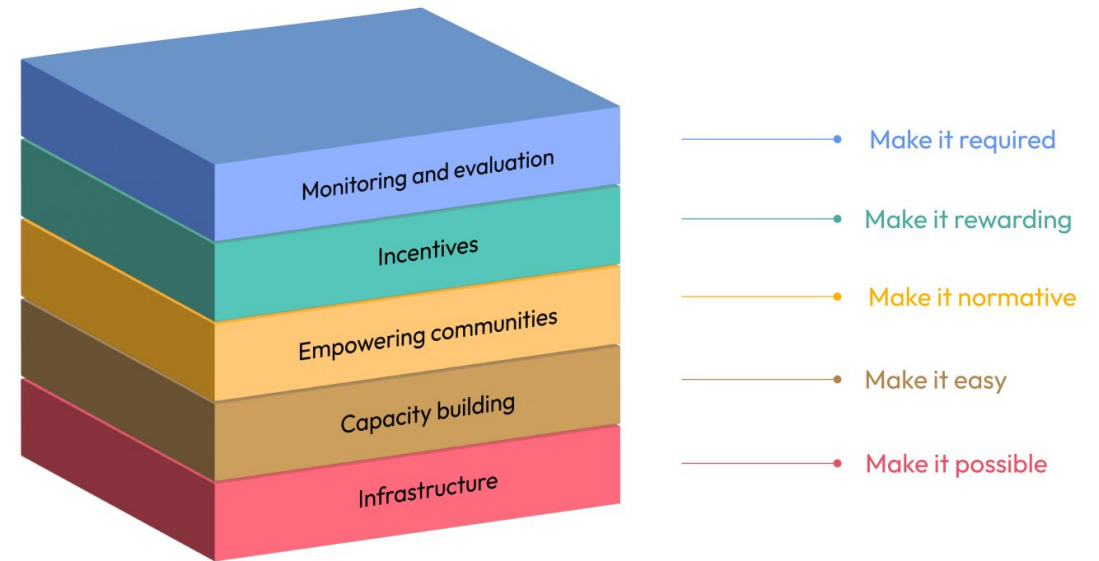 Monitoring and evaluation
Make it required
Incentives
Make it rewarding
Empowering communities
Make it normative
Capacity building
Make it easy
Infrastructure
Make it possible